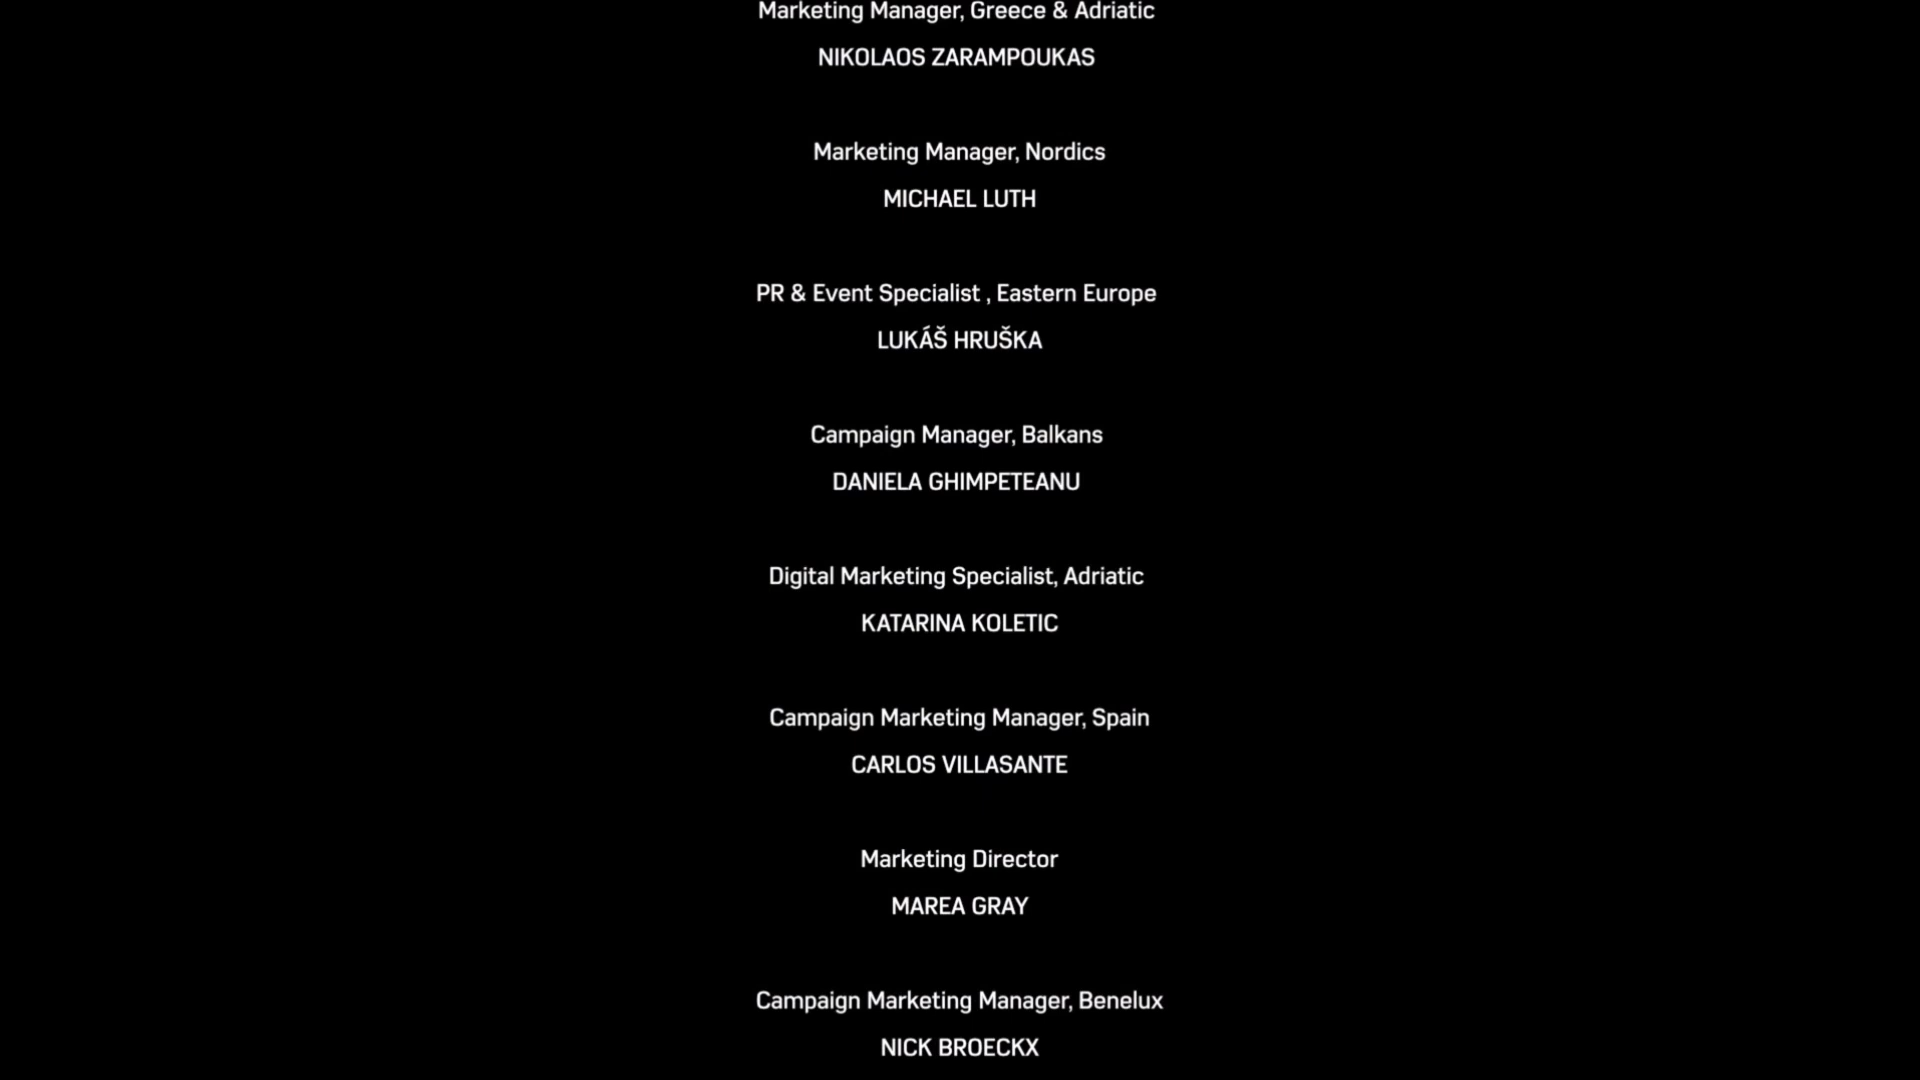 Marketing Manager, Greece & Adriatic
NIKOLAOS ZARAMPOUKAS
Marketing Manager, Nordics
MICHAEL LUTH
PR & Event Specialist , Eastern Europe
LUKÁŠ HRUŠKA
Campaign Manager, Balkans
DANIELA GHIMPETEANU
Digital Marketing Specialist, Adriatic
KATARINA KOLETIC
Campaign Marketing Manager, Spain
CARLOS VILLASANTE
Marketing Director
MAREA GRAY
Campaign Marketing Manager, Benelux
NICK BROECKX